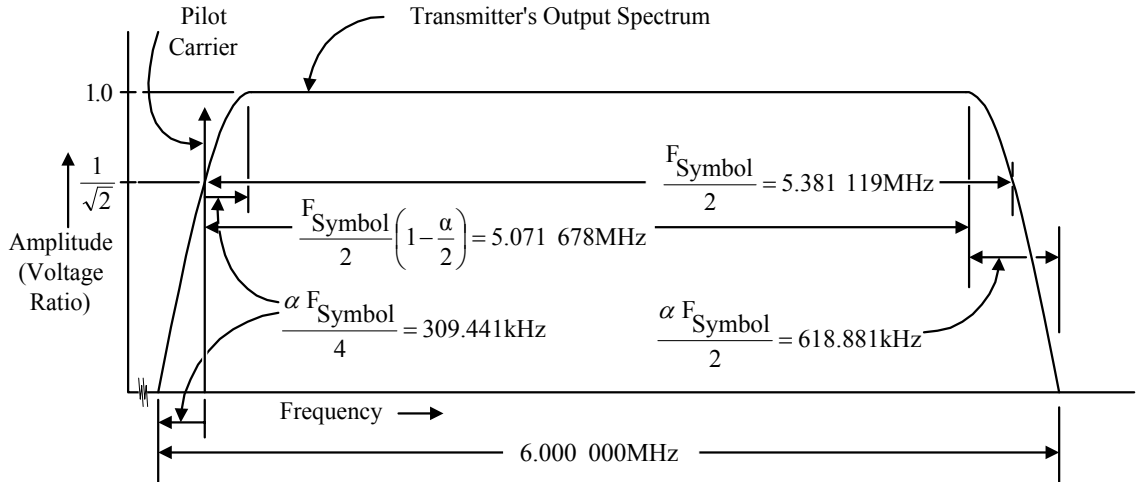 Pilot
Carrier
Transmitter's Output Spectrum
1.0
1/√2
Amplitude
(Voltage
Ratio)
F_Symbol/2 = 5.381 119MHz
F_Symbol/2 (1 − α/2) = 5.071 678MHz
α F_Symbol/4 = 309.441kHz
α F_Symbol/2 = 618.881kHz
Frequency
6.000 000MHz